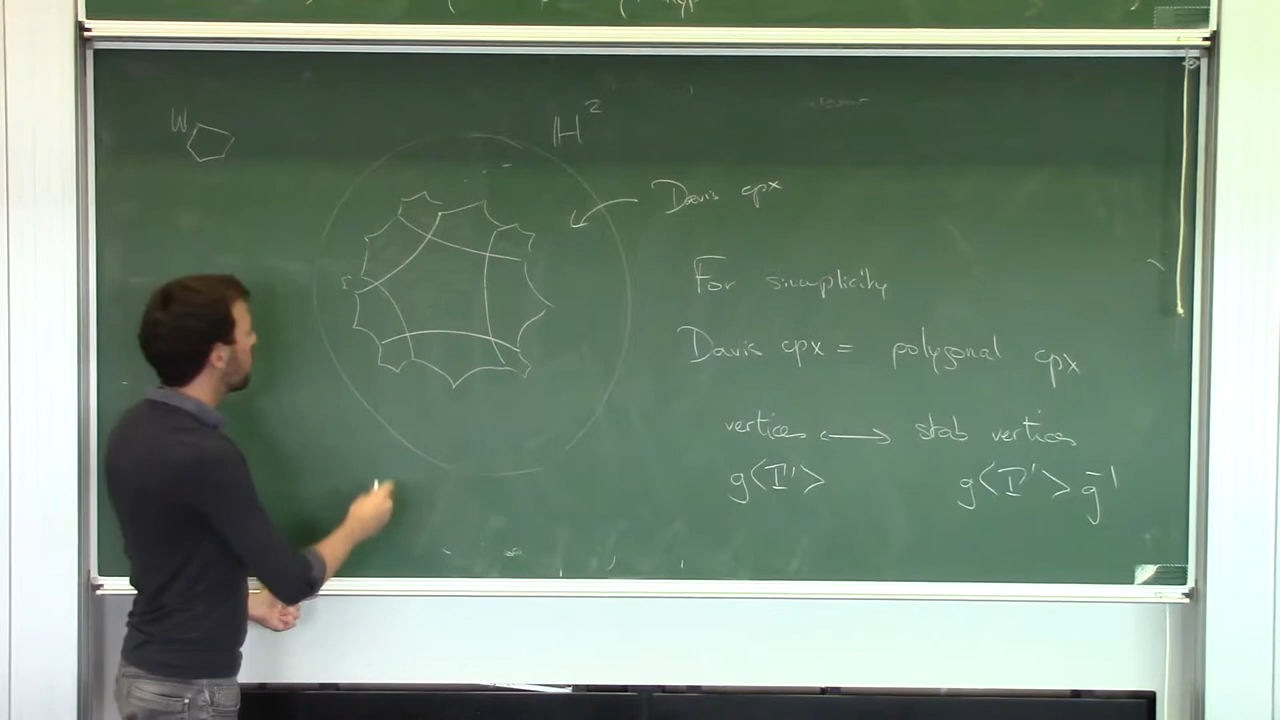 W
H²
Davis cpx
For simplicity
Davis cpx = polygonal cpx
vertices ⟷ stab vertices
g⟨Γ'⟩ g⟨Γ'⟩g⁻¹